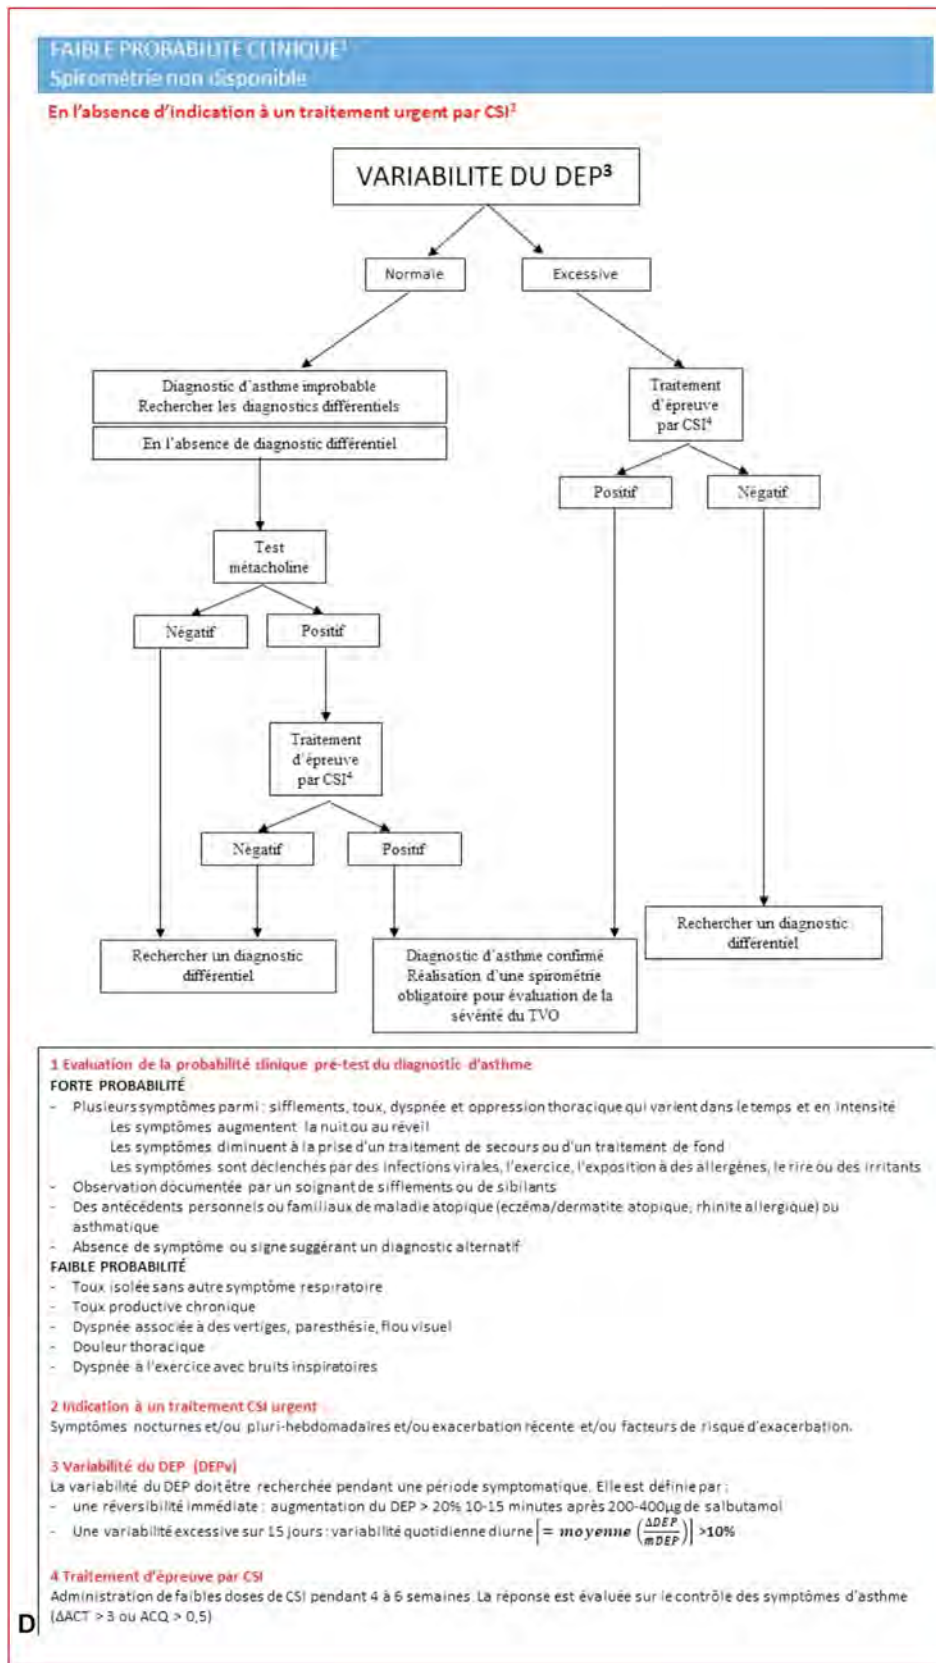 FAIBLE PROBABILITE CLINIQUE¹
Spirométrie non disponible
En l'absence d'indication à un traitement urgent par CSI²
VARIABILITE DU DEP³
Normale
Excessive
Diagnostic d'asthme improbable
Rechercher les diagnostics différentiels
En l'absence de diagnostic différentiel
Traitement
d'épreuve
par CSI⁴
Positif
Négatif
Test
métacholine
Négatif
Positif
Traitement
d'épreuve
par CSI⁴
Négatif
Positif
Rechercher un diagnostic
différentiel
Diagnostic d'asthme confirmé
Réalisation d'une spirométrie
obligatoire pour évaluation de la
sévérité du TVO
Rechercher un diagnostic
différentiel
1 Evaluation de la probabilité clinique pré-test du diagnostic d'asthme
FORTE PROBABILITÉ
- Plusieurs symptômes parmi : sifflements, toux, dyspnée et oppression thoracique qui varient dans le temps et en intensité
Les symptômes augmentent la nuit ou au réveil
Les symptômes diminuent à la prise d'un traitement de secours ou d'un traitement de fond
Les symptômes sont déclenchés par des infections virales, l'exercice, l'exposition à des allergènes, le rire ou des irritants
- Observation documentée par un soignant de sifflements ou de sibilants
- Des antécédents personnels ou familiaux de maladie atopique (eczéma/dermatite atopique, rhinite allergique) ou
asthmatique
- Absence de symptôme ou signe suggérant un diagnostic alternatif
FAIBLE PROBABILITÉ
- Toux isolée sans autre symptôme respiratoire
- Toux productive chronique
- Dyspnée associée à des vertiges, paresthésie, flou visuel
- Douleur thoracique
- Dyspnée à l'exercice avec bruits inspiratoires
2 Indication à un traitement CSI urgent
Symptômes nocturnes et/ou pluri-hebdomadaires et/ou exacerbation récente et/ou facteurs de risque d'exacerbation.
3 Variabilité du DEP (DEPv)
La variabilité du DEP doit être recherchée pendant une période symptomatique. Elle est définie par :
- une réversibilité immédiate : augmentation du DEP > 20% 10-15 minutes après 200-400µg de salbutamol
- Une variabilité excessive sur 15 jours : variabilité quotidienne diurne [= moyenne (ΔDEP/mDEP)] >10%
4 Traitement d'épreuve par CSI
Administration de faibles doses de CSI pendant 4 à 6 semaines. La réponse est évaluée sur le contrôle des symptômes d'asthme
(ΔACT > 3 ou ACQ > 0,5)
D